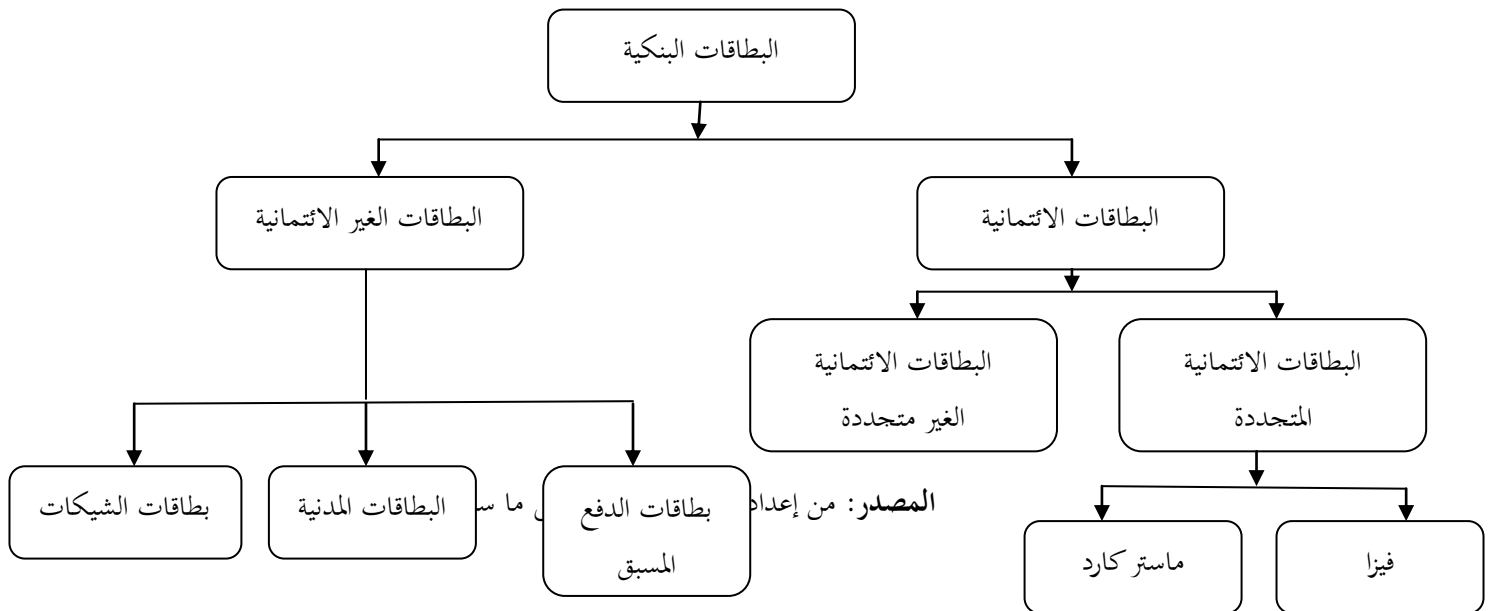 البطاقات البنكية
البطاقات الائتمانية
البطاقات الغير الائتمانية
البطاقات الائتمانية
المتجددة
البطاقات الائتمانية
الغير متجددة
بطاقات الدفع
المسبق
البطاقات المدنية
بطاقات الشيكات
المصدر: من إعداد
ما
فيزا
ماستر كارد